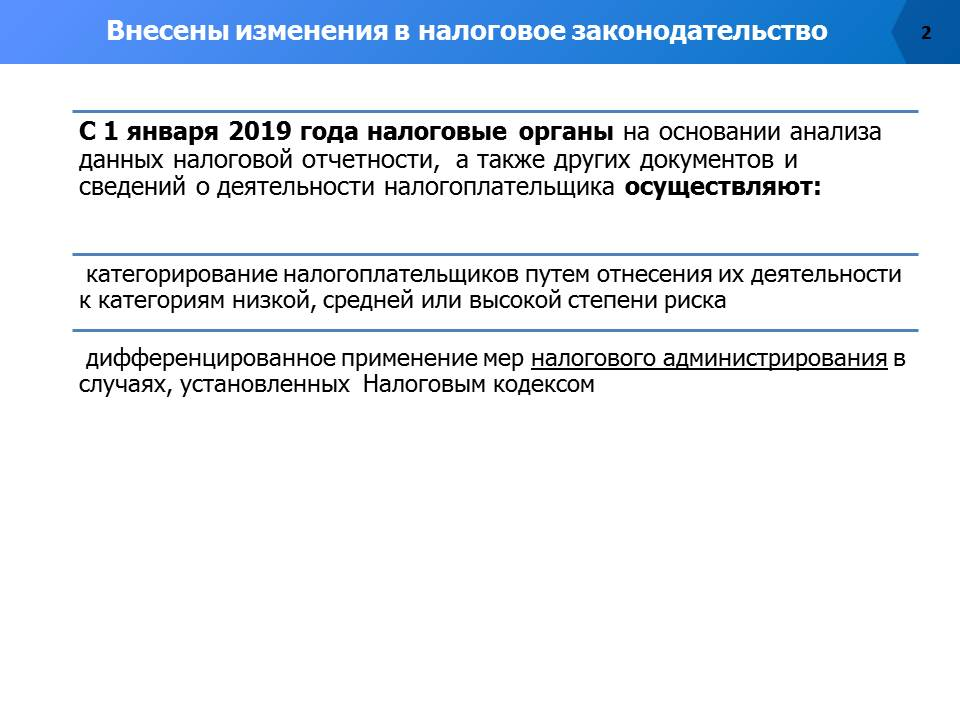 Внесены изменения в налоговое законодательство
2
С 1 января 2019 года налоговые органы на основании анализа
данных налоговой отчетности, а также других документов и
сведений о деятельности налогоплательщика осуществляют:
категорирование налогоплательщиков путем отнесения их деятельности
к категориям низкой, средней или высокой степени риска
дифференцированное применение мер налогового администрирования в
случаях, установленных Налоговым кодексом